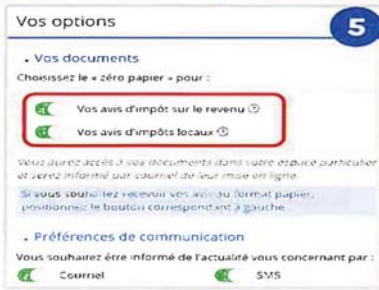 Vos options
5
. Vos documents
Choisissez le « zéro papier » pour :
Vos avis d'impôt sur le revenu
Vos avis d'impôts locaux
Vous aurez accès à vos documents dans votre espace particulier
et serez informé par courriel de leur mise en ligne.
Si vous souhaitez recevoir vos avis au format papier,
positionnez le bouton correspondant à gauche.
. Préférences de communication
Vous souhaitez être informé de l'actualité vous concernant par :
Courriel SMS